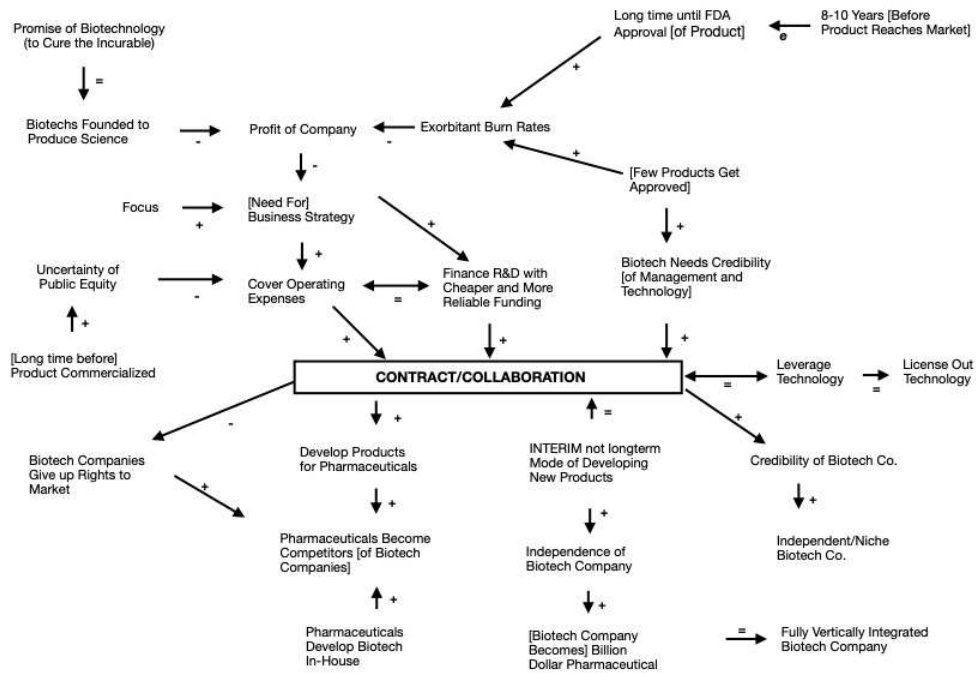 Promise of Biotechnology
(to Cure the Incurable)
Long time until FDA
Approval [of Product]
8-10 Years [Before
Product Reaches Market]
e
+
=
Biotechs Founded to
Produce Science
-
Profit of Company
-
Exorbitant Burn Rates
+
[Few Products Get
Approved]
-
Focus
+
[Need For]
Business Strategy
+
+
+
Uncertainty of
Public Equity
-
Cover Operating
Expenses
=
Finance R&D with
Cheaper and More
Reliable Funding
Biotech Needs Credibility
[of Management and
Technology]
+
+
+
+
[Long time before]
Product Commercialized
CONTRACT/COLLABORATION
=
Leverage
Technology
=
License Out
Technology
-
+
=
+
Biotech Companies
Give up Rights to
Market
Develop Products
for Pharmaceuticals
INTERIM not longterm
Mode of Developing
New Products
Credibility of Biotech Co.
+
+
+
+
Pharmaceuticals Become
Competitors [of Biotech
Companies]
Independence of
Biotech Company
Independent/Niche
Biotech Co.
+
+
Pharmaceuticals
Develop Biotech
In-House
[Biotech Company
Becomes] Billion
Dollar Pharmaceutical
=
Fully Vertically Integrated
Biotech Company